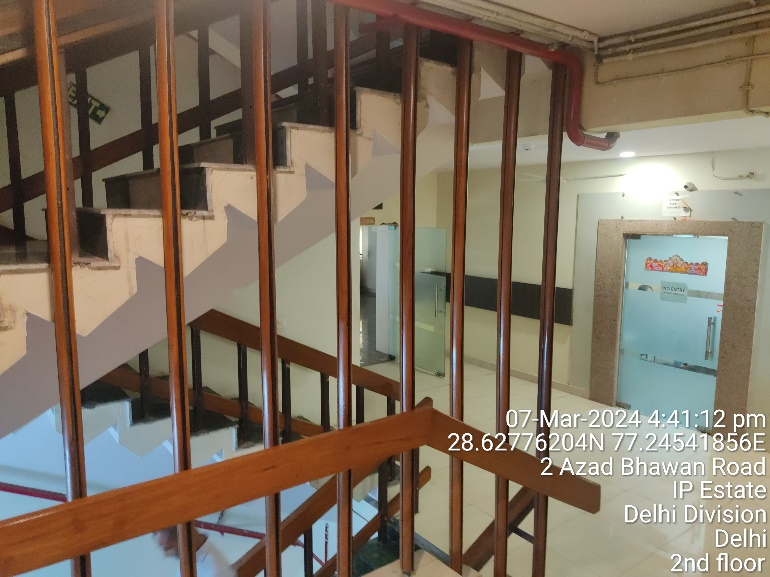 EXIT
NO ENTRY
07-Mar-2024 4:41:12 pm
28.62776204N 77.24541856E
2 Azad Bhawan Road
IP Estate
Delhi Division
Delhi
2nd floor